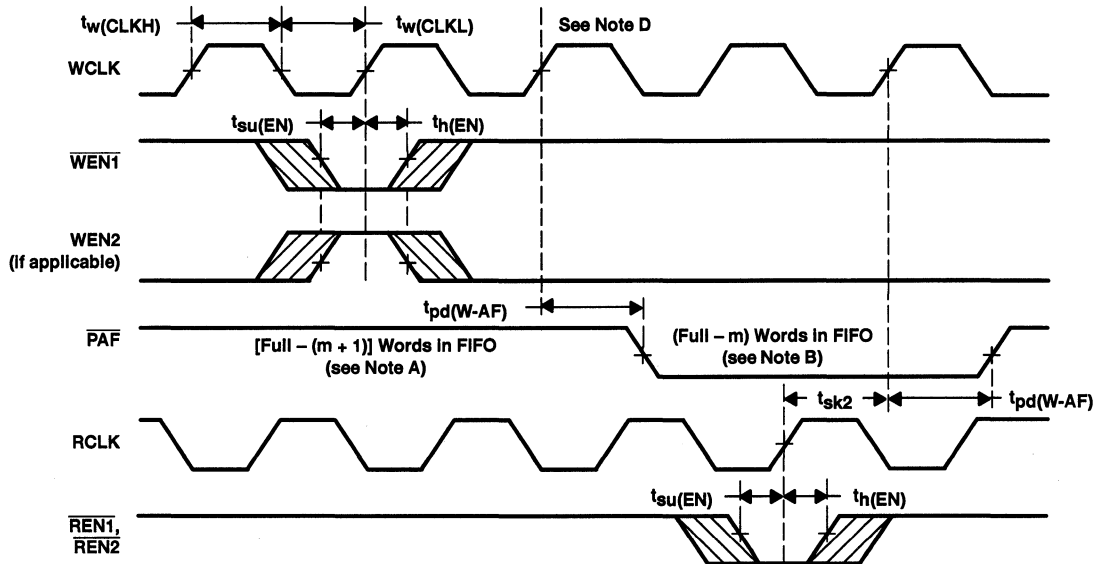 tw(CLKH)
tw(CLKL)
See Note D
WCLK
tsu(EN)
th(EN)
WEN1
WEN2
(if applicable)
tpd(W-AF)
PAF
[Full – (m + 1)] Words in FIFO
(see Note A)
(Full – m) Words in FIFO
(see Note B)
tsk2
tpd(W-AF)
RCLK
tsu(EN)
th(EN)
REN1,
REN2